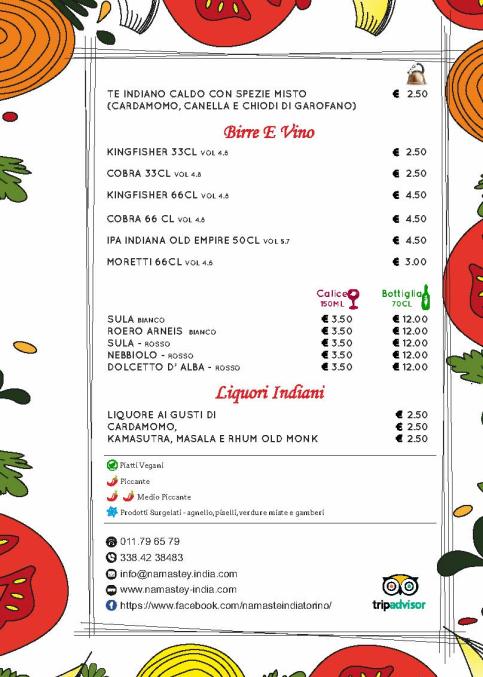 TE INDIANO CALDO CON SPEZIE MISTO € 2.50
(CARDAMOMO, CANELLA E CHIODI DI GAROFANO)
Birre E Vino
KINGFISHER 33CL VOL 4.8 € 2.50
COBRA 33CL VOL 4.8 € 2.50
KINGFISHER 66CL VOL 4.8 € 4.50
COBRA 66 CL VOL 4.8 € 4.50
IPA INDIANA OLD EMPIRE 50CL VOL 5.7 € 4.50
MORETTI 66CL VOL 4.6 € 3.00
Calice Bottiglia
150ML 70CL
SULA BIANCO € 3.50 € 12.00
ROERO ARNEIS BIANCO € 3.50 € 12.00
SULA - ROSSO € 3.50 € 12.00
NEBBIOLO - ROSSO € 3.50 € 12.00
DOLCETTO D' ALBA - ROSSO € 3.50 € 12.00
Liquori Indiani
LIQUORE AI GUSTI DI € 2.50
CARDAMOMO, € 2.50
KAMASUTRA, MASALA E RHUM OLD MONK € 2.50
Piatti Vegani
Piccante
Medio Piccante
Prodotti Surgelati - agnello,piselli,verdure miste e gamberi
011.79 65 79
338.42 38483
info@namastey.india.com
www.namastey-india.com
https://www.facebook.com/namasteindiatorino/
tripadvisor